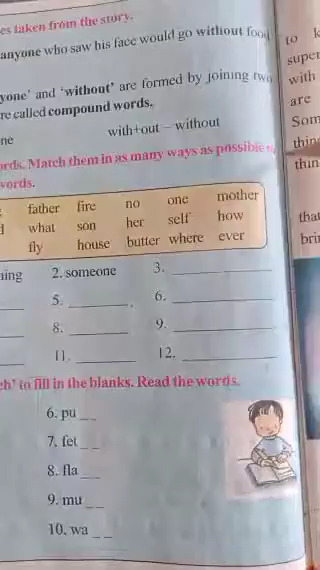 es taken from the story.
anyone who saw his face would go without food
yone' and 'without' are formed by joining two
re called compound words.
ne with+out – without
ords. Match them in as many ways as possible
words.
father fire no one mother
what son her self how
fly house butter where ever
ning 2. someone 3.
5. 6.
8. 9.
11. 12.
ch' to fill in the blanks. Read the words.
6. pu _ _
7. fet _ _
8. fla _ _
9. mu _ _
10. wa _ _
to k
super
with
are
Som
thin
that
bri